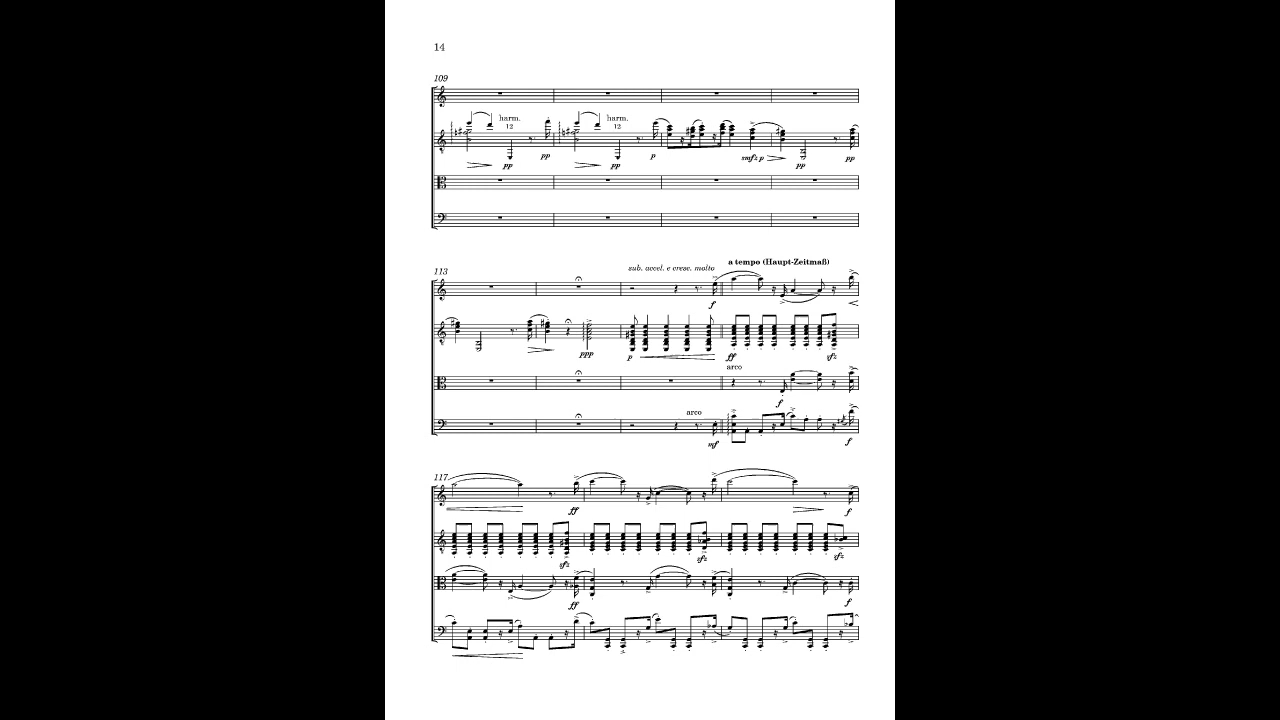 14
109
harm. harm.
12 12
pp pp pp p smfz p pp pp
113
sub. accel. e cresc. molto
a tempo (Haupt-Zeitmaß)
f
ppp p ff sfz
arco
f
arco
mf f
117
ff f
sfz sfz sfz
ff f